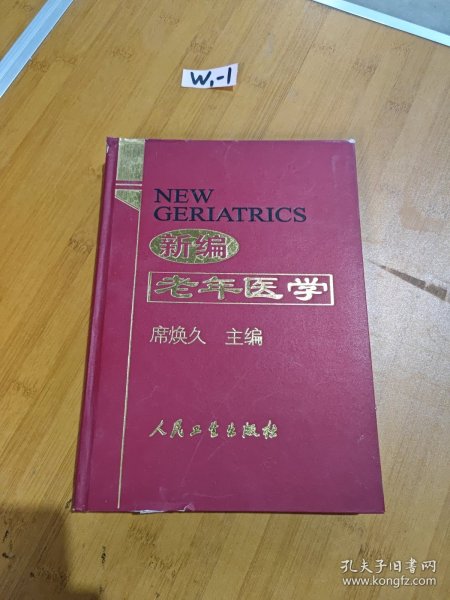 W1-1
NEW
GERIATRICS
新编
老年医学
席焕久 主编
人民卫生出版社
孔夫子旧书网
www.kongfz.com